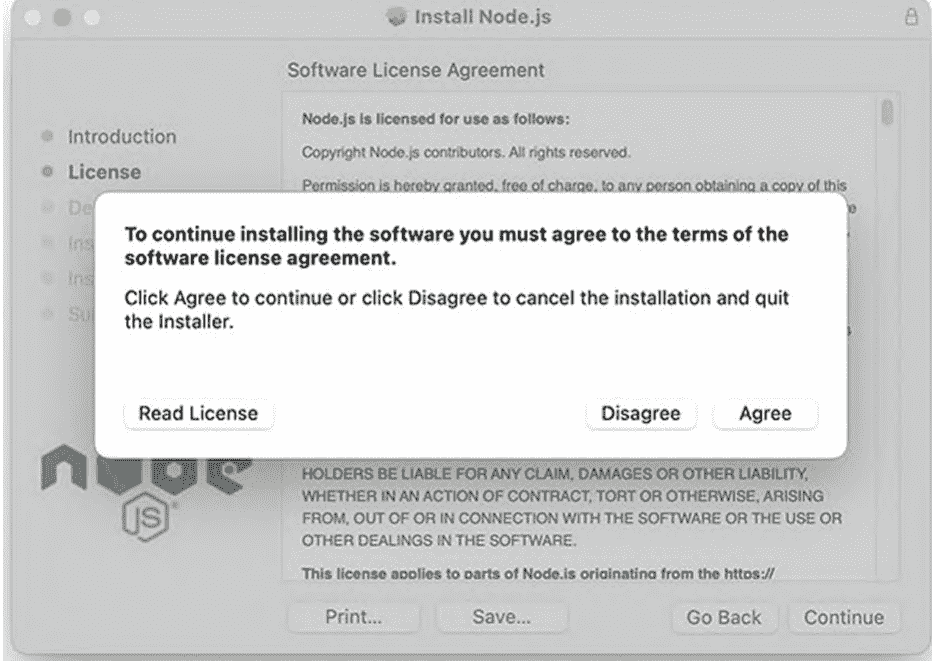 Install Node.js
Software License Agreement
Introduction
License
De
Ins
Ins
Su
Node.js is licensed for use as follows:
Copyright Node.js contributors. All rights reserved.
Permission is hereby granted, free of charge, to any person obtaining a copy of this
To continue installing the software you must agree to the terms of the
software license agreement.
Click Agree to continue or click Disagree to cancel the installation and quit
the Installer.
Read License
Disagree
Agree
node
JS
HOLDERS BE LIABLE FOR ANY CLAIM, DAMAGES OR OTHER LIABILITY,
WHETHER IN AN ACTION OF CONTRACT, TORT OR OTHERWISE, ARISING
FROM, OUT OF OR IN CONNECTION WITH THE SOFTWARE OR THE USE OR
OTHER DEALINGS IN THE SOFTWARE.
This license applies to parts of Node.js originating from the https://
Print...
Save...
Go Back
Continue